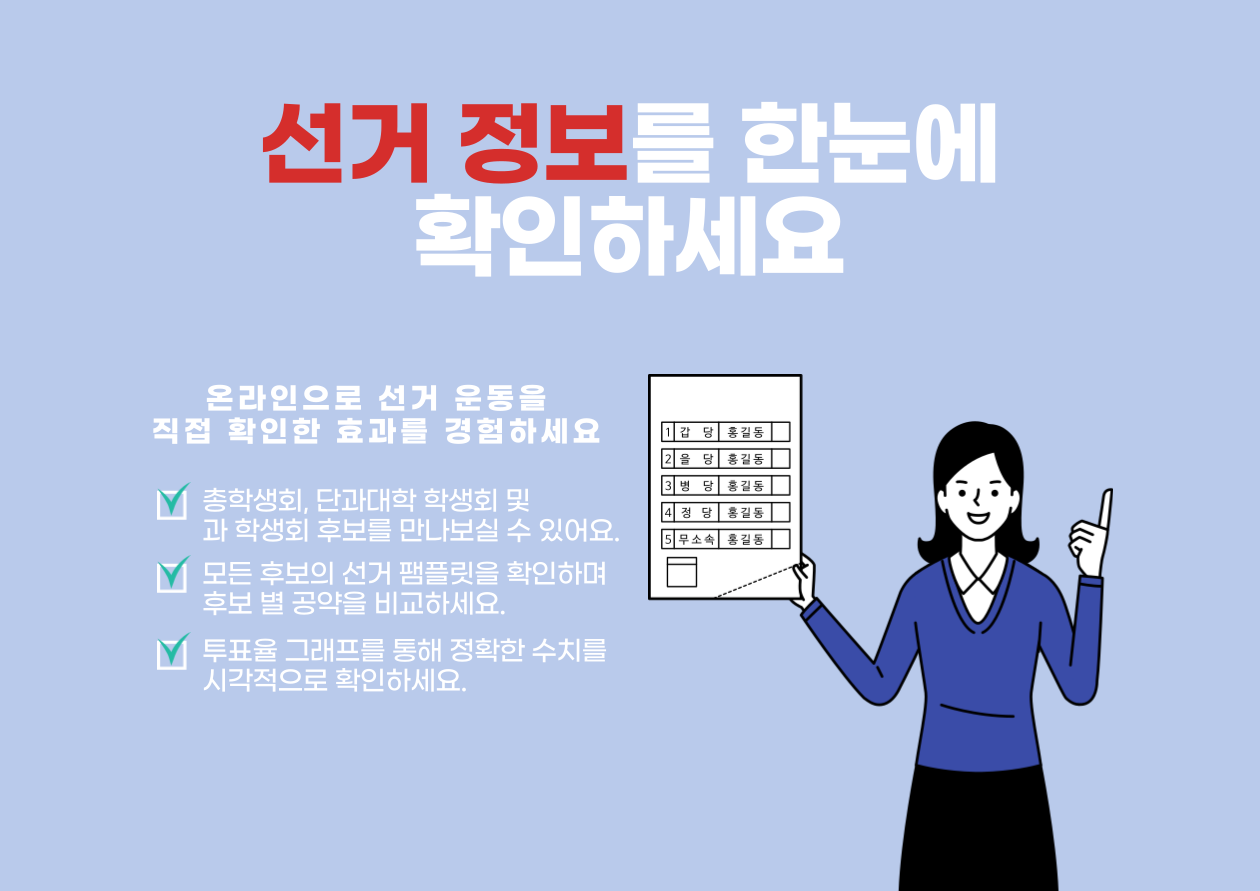 선거 정보를 한눈에
확인하세요
온라인으로 선거 운동을
직접 확인한 효과를 경험하세요
총학생회, 단과대학 학생회 및
과 학생회 후보를 만나보실 수 있어요.
모든 후보의 선거 팸플릿을 확인하며
후보 별 공약을 비교하세요.
투표율 그래프를 통해 정확한 수치를
시각적으로 확인하세요.
1 갑 당 홍길동
2 을 당 홍길동
3 병 당 홍길동
4 정 당 홍길동
5 무소속 홍길동